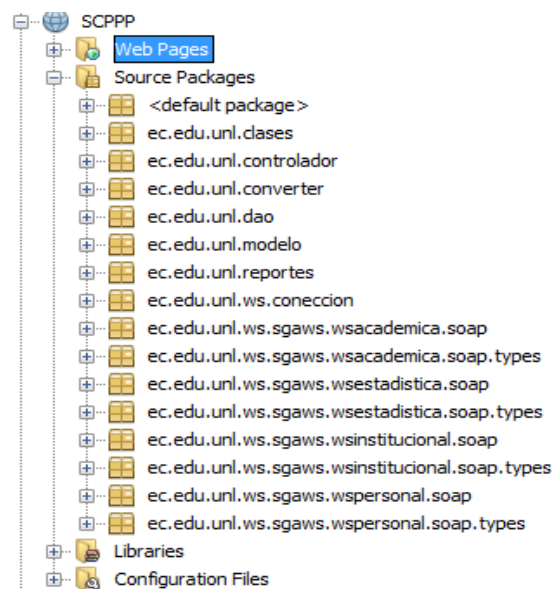 SCPPP
Web Pages
Source Packages
<default package>
ec.edu.unl.clases
ec.edu.unl.controlador
ec.edu.unl.converter
ec.edu.unl.dao
ec.edu.unl.modelo
ec.edu.unl.reportes
ec.edu.unl.ws.coneccion
ec.edu.unl.ws.sgaws.wsacademica.soap
ec.edu.unl.ws.sgaws.wsacademica.soap.types
ec.edu.unl.ws.sgaws.wsestadistica.soap
ec.edu.unl.ws.sgaws.wsestadistica.soap.types
ec.edu.unl.ws.sgaws.wsinstitucional.soap
ec.edu.unl.ws.sgaws.wsinstitucional.soap.types
ec.edu.unl.ws.sgaws.wspersonal.soap
ec.edu.unl.ws.sgaws.wspersonal.soap.types
Libraries
Configuration Files